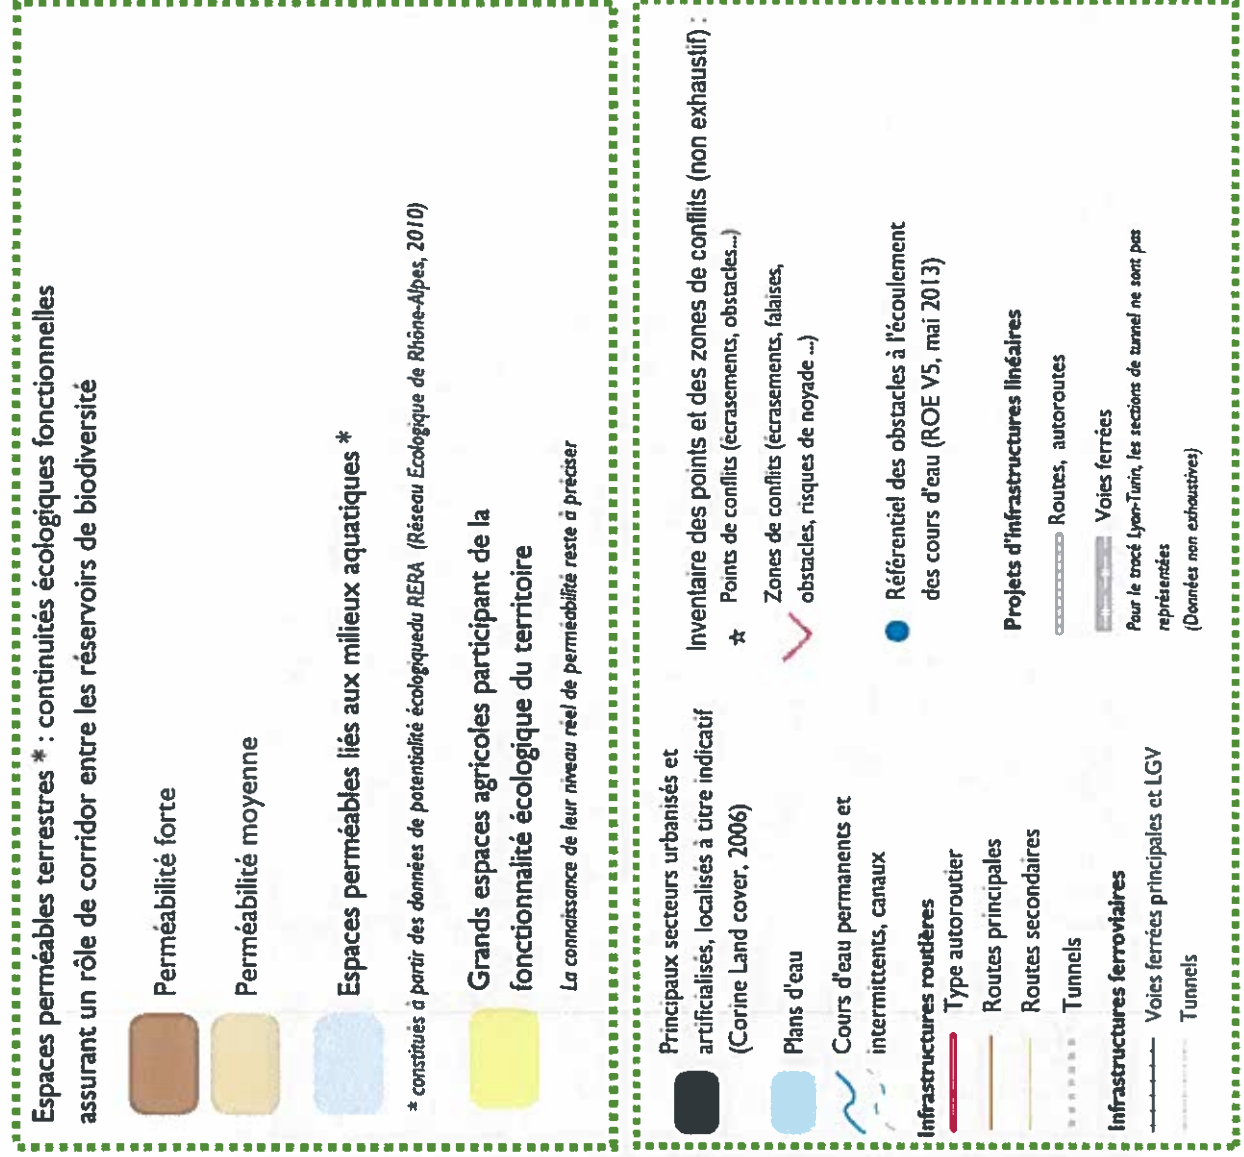 Espaces perméables terrestres * : continuités écologiques fonctionnelles
assurant un rôle de corridor entre les réservoirs de biodiversité
Perméabilité forte
Perméabilité moyenne
Espaces perméables liés aux milieux aquatiques *
* constitués à partir des données de potentialité écologiquedu RERA (Réseau Ecologique de Rhône-Alpes, 2010)
Grands espaces agricoles participant de la
fonctionnalité écologique du territoire
La connaissance de leur niveau réel de perméabilité reste à préciser
Principaux secteurs urbanisés et
artificialisés, localisés à titre indicatif
(Corine Land cover, 2006)
Plans d'eau
Cours d'eau permanents et
intermittents, canaux
Infrastructures routières
Type autoroutier
Routes principales
Routes secondaires
Tunnels
Infrastructures ferroviaires
Voies ferrées principales et LGV
Tunnels
Inventaire des points et des zones de conflits (non exhaustif) :
Points de conflits (écrasements, obstacles...)
Zones de conflits (écrasements, falaises,
obstacles, risques de noyade ...)
Référentiel des obstacles à l'écoulement
des cours d'eau (ROE V5, mai 2013)
Projets d'infrastructures linéaires
Routes, autoroutes
Voies ferrées
Pour le tracé Lyon-Turin, les sections de tunnel ne sont pas
représentées
(Données non exhaustives)